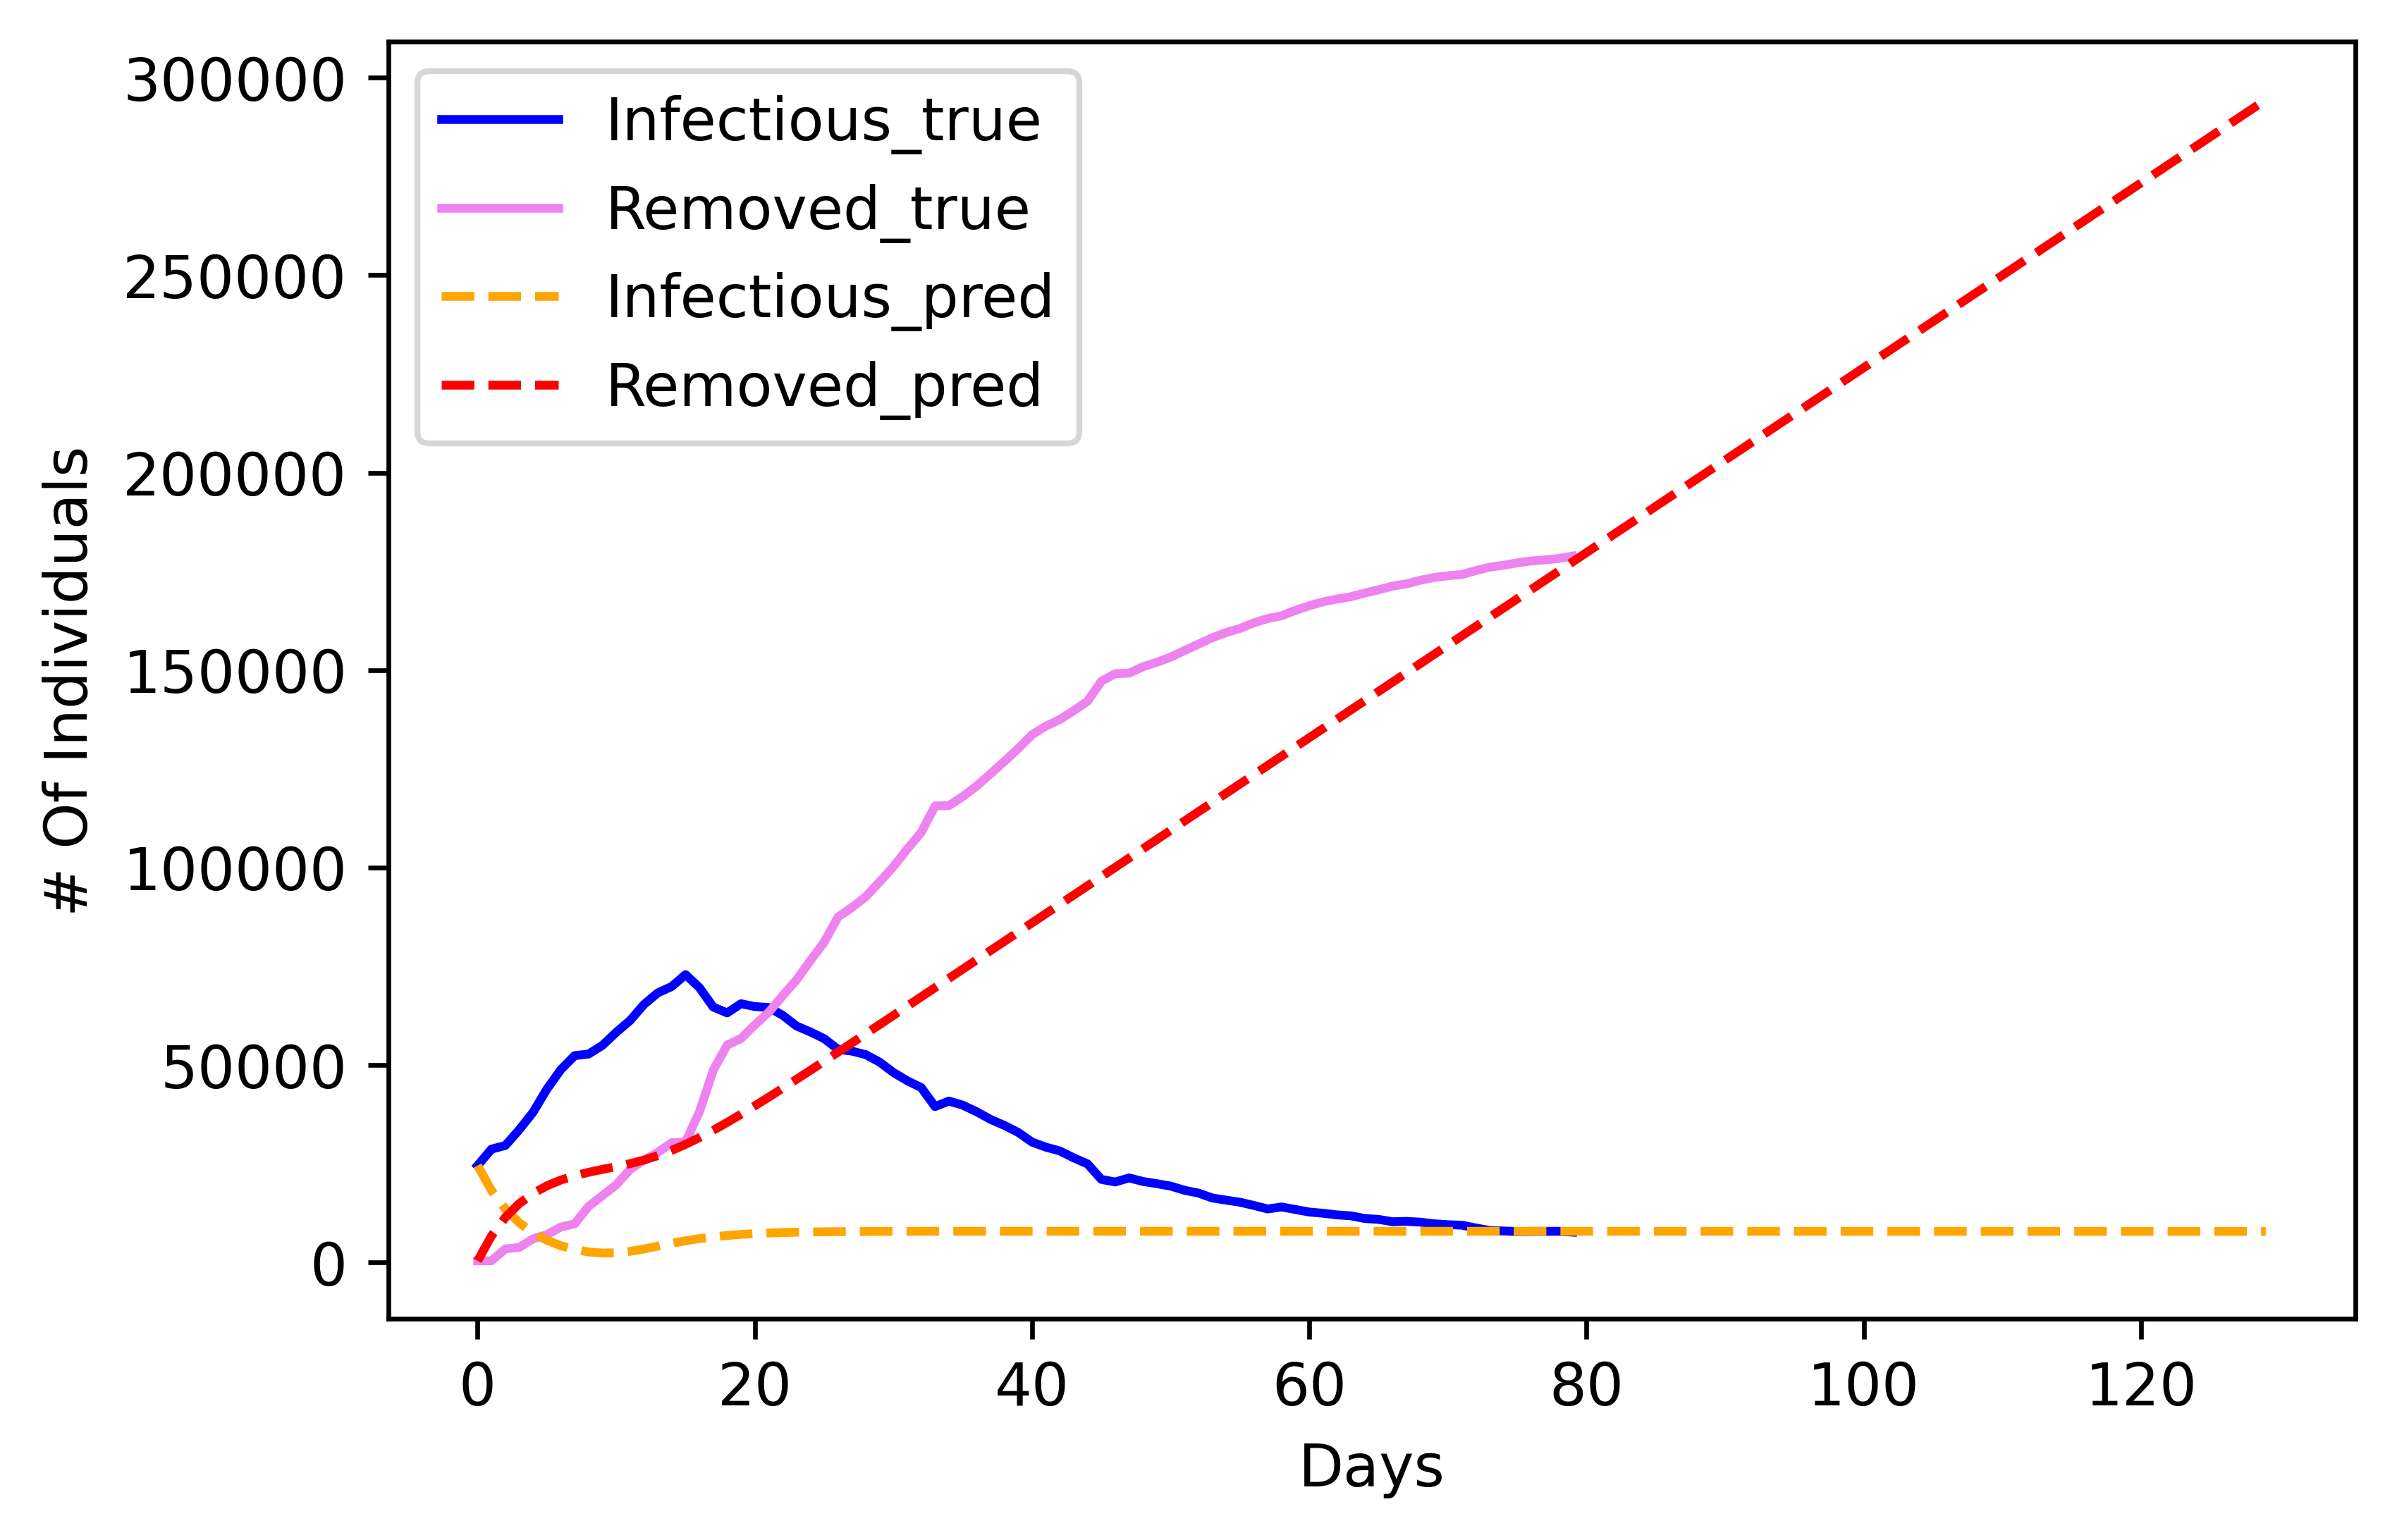 300000
250000
200000
150000
100000
50000
0
# Of Individuals
Infectious_true
Removed_true
Infectious_pred
Removed_pred
0 20 40 60 80 100 120
Days